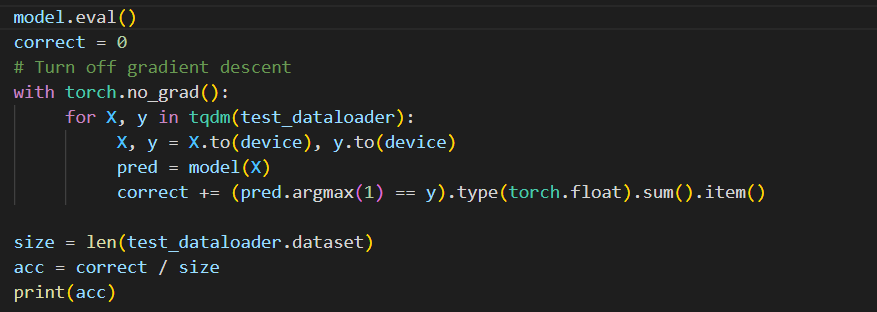 model.eval()
correct = 0
# Turn off gradient descent
with torch.no_grad():
    for X, y in tqdm(test_dataloader):
        X, y = X.to(device), y.to(device)
        pred = model(X)
        correct += (pred.argmax(1) == y).type(torch.float).sum().item()

size = len(test_dataloader.dataset)
acc = correct / size
print(acc)